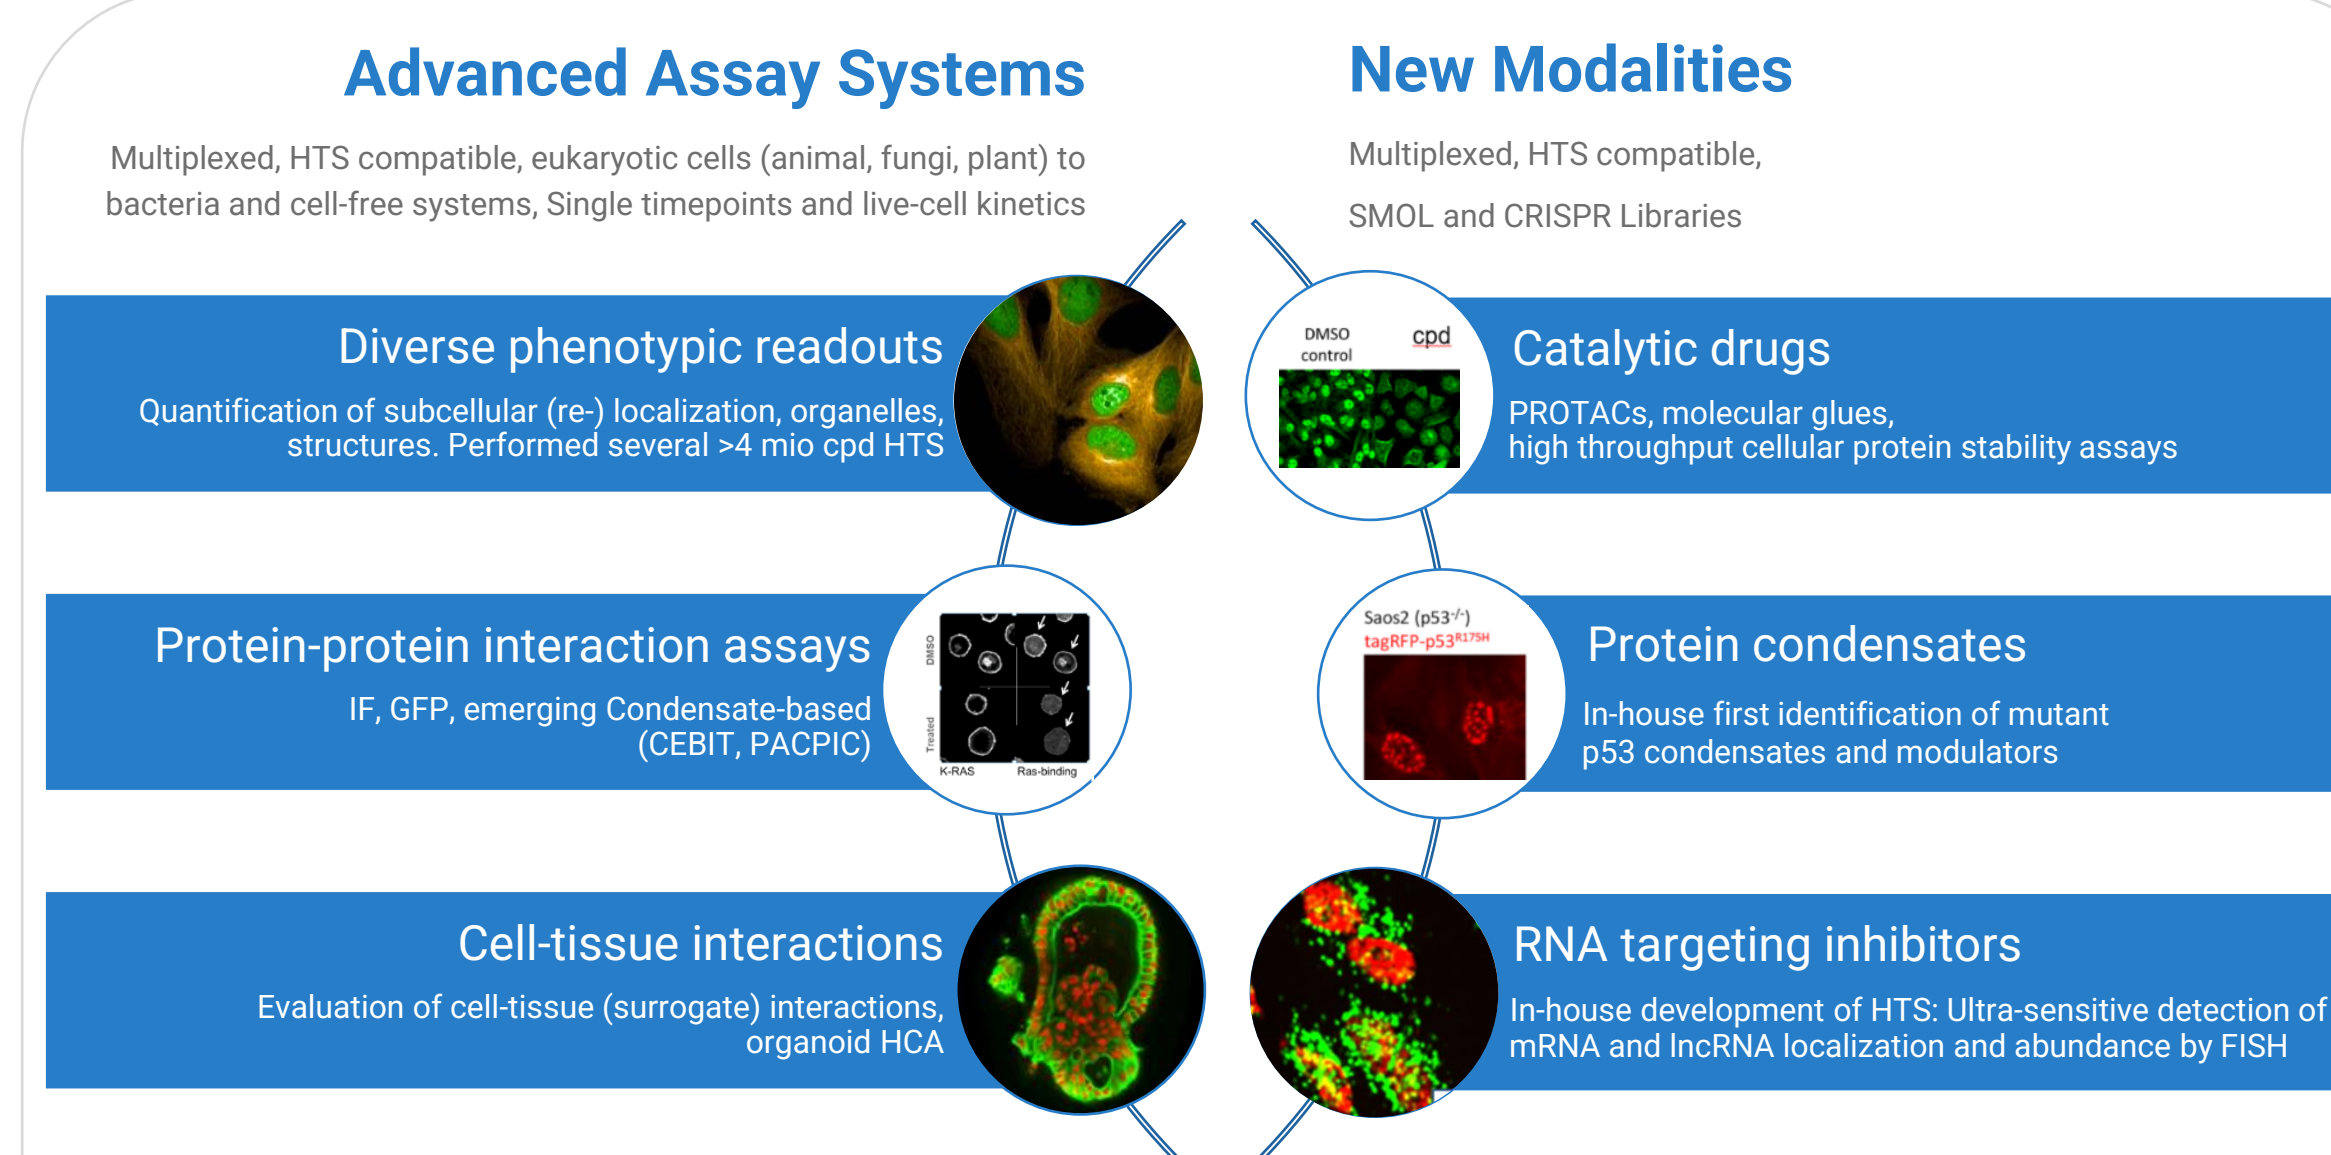 Advanced Assay Systems
Multiplexed, HTS compatible, eukaryotic cells (animal, fungi, plant) to
bacteria and cell-free systems, Single timepoints and live-cell kinetics
Diverse phenotypic readouts
Quantification of subcellular (re-) localization, organelles,
structures. Performed several >4 mio cpd HTS
Protein-protein interaction assays
IF, GFP, emerging Condensate-based
(CEBIT, PACPIC)
DMSO
Treated
K-RAS
Ras-binding
Cell-tissue interactions
Evaluation of cell-tissue (surrogate) interactions,
organoid HCA
New Modalities
Multiplexed, HTS compatible,
SMOL and CRISPR Libraries
DMSO
control
cpd
Catalytic drugs
PROTACs, molecular glues,
high throughput cellular protein stability assays
Saos2 (p53-/-)
tagRFP-p53R175H
Protein condensates
In-house first identification of mutant
p53 condensates and modulators
RNA targeting inhibitors
In-house development of HTS: Ultra-sensitive detection of
mRNA and lncRNA localization and abundance by FISH